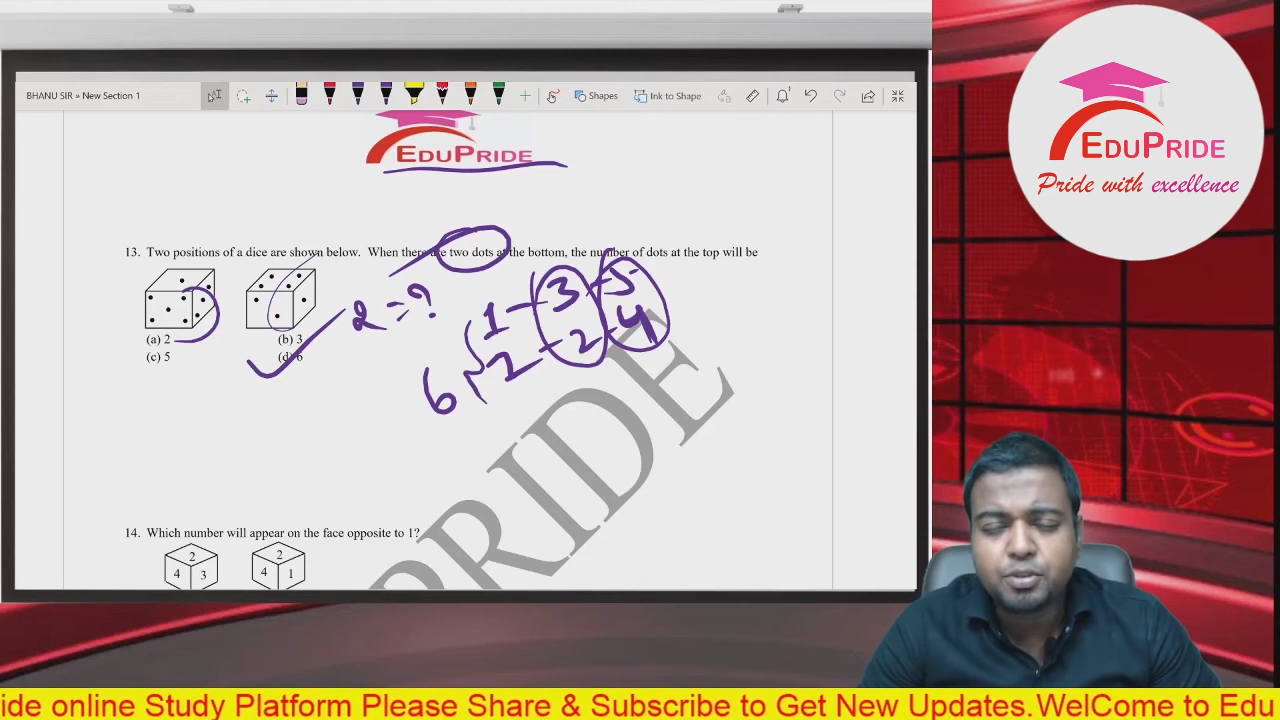 BHANU SIR » New Section 1
Shapes
Ink to Shape
EDUPRIDE
13. Two positions of a dice are shown below. When there are two dots at the bottom, the number of dots at the top will be
(a) 2
(b) 3
(c) 5
(d) 6
2 = ?
1 - 3 - 5
2 - 2 - 4
6
PRIDE
14. Which number will appear on the face opposite to 1?
2
4 3
2
4 1
EDUPRIDE
Pride with excellence
ide online Study Platform Please Share & Subscribe to Get New Updates.WelCome to Edu